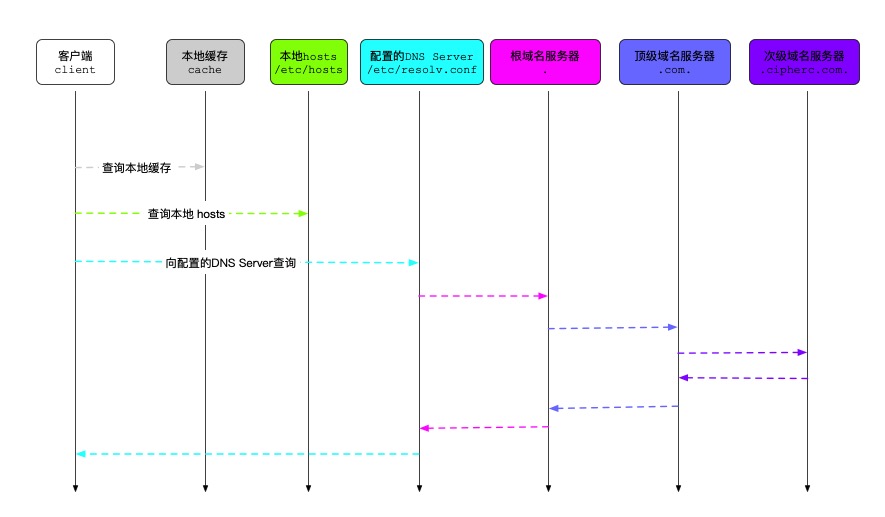 客户端
client
本地缓存
cache
本地hosts
/etc/hosts
配置的DNS Server
/etc/resolv.conf
根域名服务器
.
顶级域名服务器
.com.
次级域名服务器
.cipherc.com.
查询本地缓存
查询本地 hosts
向配置的DNS Server查询